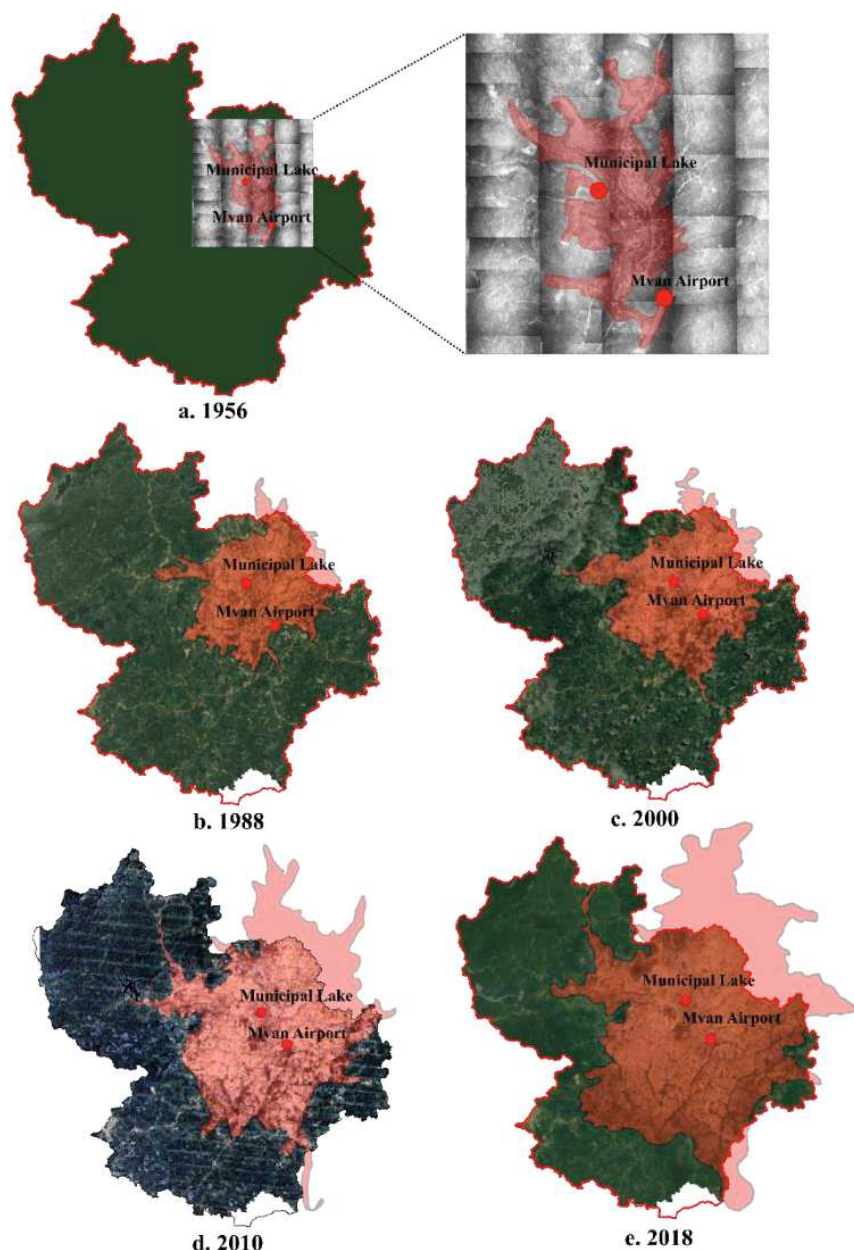 Municipal Lake
Mvan Airport
Municipal Lake
Mvan Airport
a. 1956
Municipal Lake
Mvan Airport
b. 1988
Municipal Lake
Mvan Airport
c. 2000
Municipal Lake
Mvan Airport
d. 2010
Municipal Lake
Mvan Airport
e. 2018